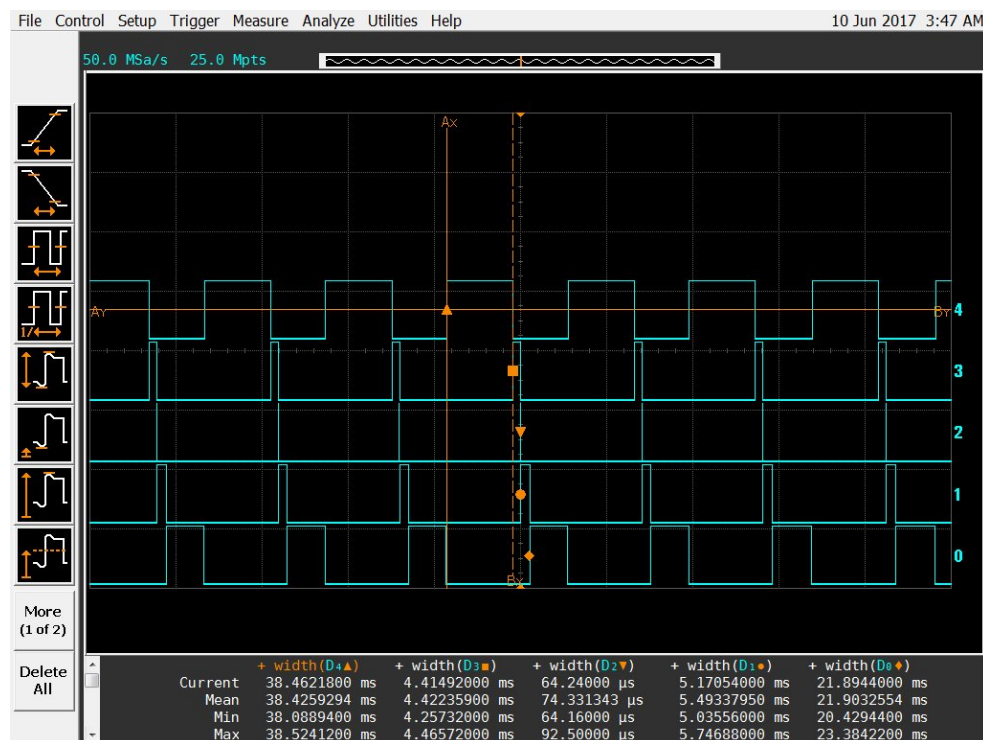 File Control Setup Trigger Measure Analyze Utilities Help 10 Jun 2017 3:47 AM
50.0 MSa/s 25.0 Mpts
Ax
AY BY 4
3
2
1
0
Bx
1/
More
(1 of 2)
Delete
All
+ width(D4▲) + width(D3■) + width(D2▼) + width(D1●) + width(D0◆)
Current 38.4621800 ms 4.41492000 ms 64.24000 µs 5.17054000 ms 21.8944000 ms
Mean 38.4259294 ms 4.42235900 ms 74.331343 µs 5.49337950 ms 21.9032554 ms
Min 38.0889400 ms 4.25732000 ms 64.16000 µs 5.03556000 ms 20.4294400 ms
Max 38.5241200 ms 4.46572000 ms 92.50000 µs 5.74688000 ms 23.3842200 ms